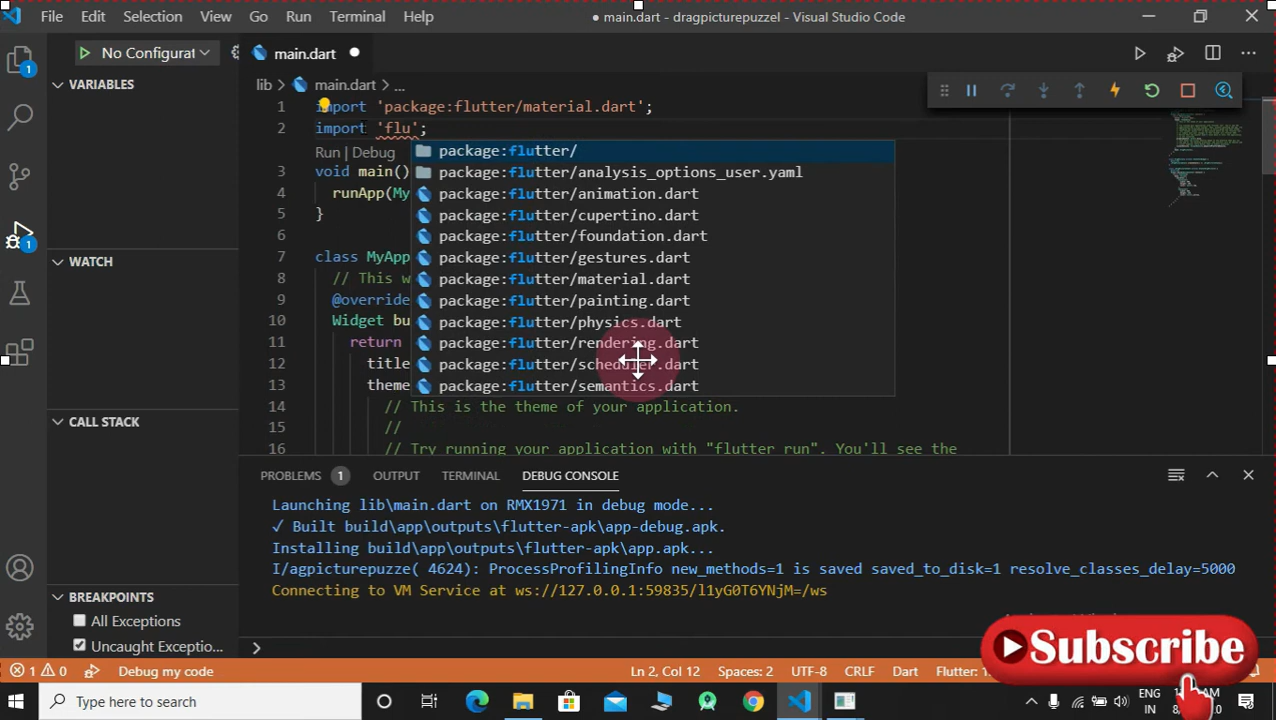 File Edit Selection View Go Run Terminal Help ● main.dart - dragpicturepuzzel - Visual Studio Code
No Configurat
main.dart
lib > main.dart > ...
VARIABLES
1 import 'package:flutter/material.dart';
2 import 'flu';
Run | Debug
3 void main()
4 runApp(My
5 }
6
7 class MyApp
8 // This w
9 @override
10 Widget bu
11 return
12 title
13 theme
14 // This is the theme of your application.
15 //
16 // Try running your application with "flutter run". You'll see the
package:flutter/
package:flutter/analysis_options_user.yaml
package:flutter/animation.dart
package:flutter/cupertino.dart
package:flutter/foundation.dart
package:flutter/gestures.dart
package:flutter/material.dart
package:flutter/painting.dart
package:flutter/physics.dart
package:flutter/rendering.dart
package:flutter/scheduler.dart
package:flutter/semantics.dart
1
1
WATCH
CALL STACK
BREAKPOINTS
All Exceptions
Uncaught Exceptio...
PROBLEMS 1 OUTPUT TERMINAL DEBUG CONSOLE
Launching lib\main.dart on RMX1971 in debug mode...
✓ Built build\app\outputs\flutter-apk\app-debug.apk.
Installing build\app\outputs\flutter-apk\app.apk...
I/agpicturepuzze( 4624): ProcessProfilingInfo new_methods=1 is saved saved_to_disk=1 resolve_classes_delay=5000
Connecting to VM Service at ws://127.0.0.1:59835/l1yG0T6YNjM=/ws
Subscribe
1 0 Debug my code Ln 2, Col 12 Spaces: 2 UTF-8 CRLF Dart Flutter:
Type here to search
ENG
IN